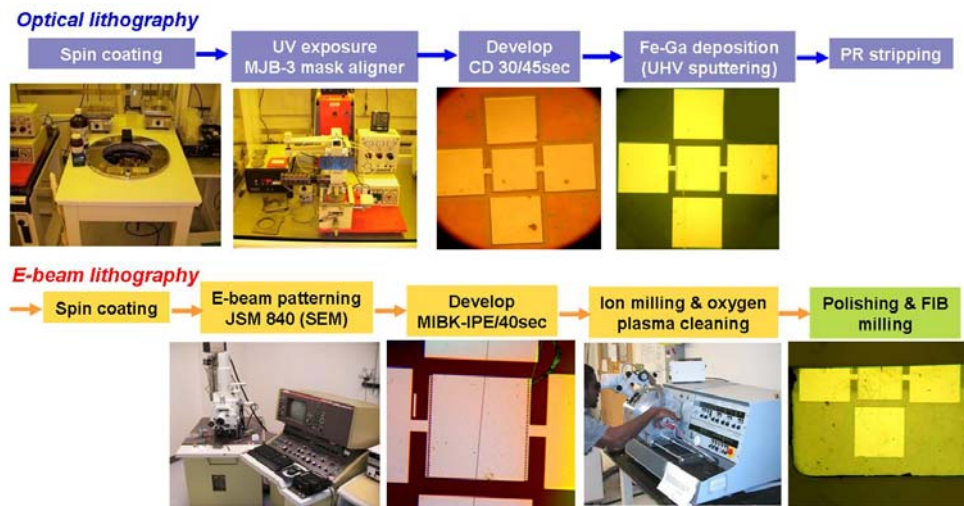 Optical lithography
Spin coating
UV exposure
MJB-3 mask aligner
Develop
CD 30/45sec
Fe-Ga deposition
(UHV sputtering)
PR stripping
E-beam lithography
Spin coating
E-beam patterning
JSM 840 (SEM)
Develop
MIBK-IPE/40sec
Ion milling & oxygen
plasma cleaning
Polishing & FIB
milling